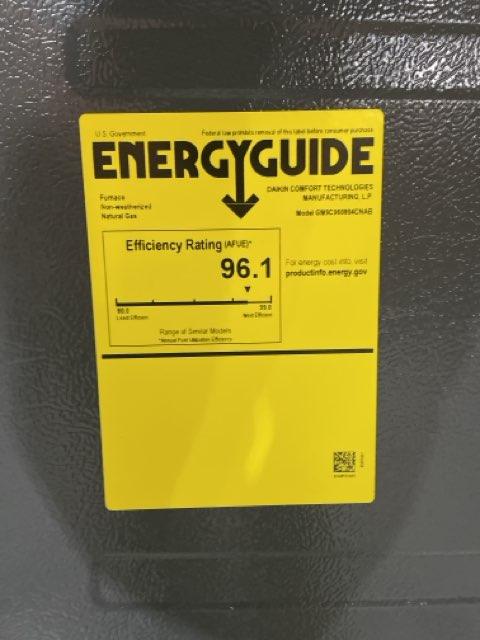 U.S. Government
Federal law prohibits removal of this label before consumer purchase
ENERGYGUIDE
Furnace
Non-weatherized
Natural Gas
DAIKIN COMFORT TECHNOLOGIES
MANUFACTURING, L.P.
Model GM9C960804CNAB
Efficiency Rating (AFUE)*
96.1
For energy cost info, visit
productinfo.energy.gov
80.0
99.0
Least Efficient
Most Efficient
Range of Similar Models
*Annual Fuel Utilization Efficiency